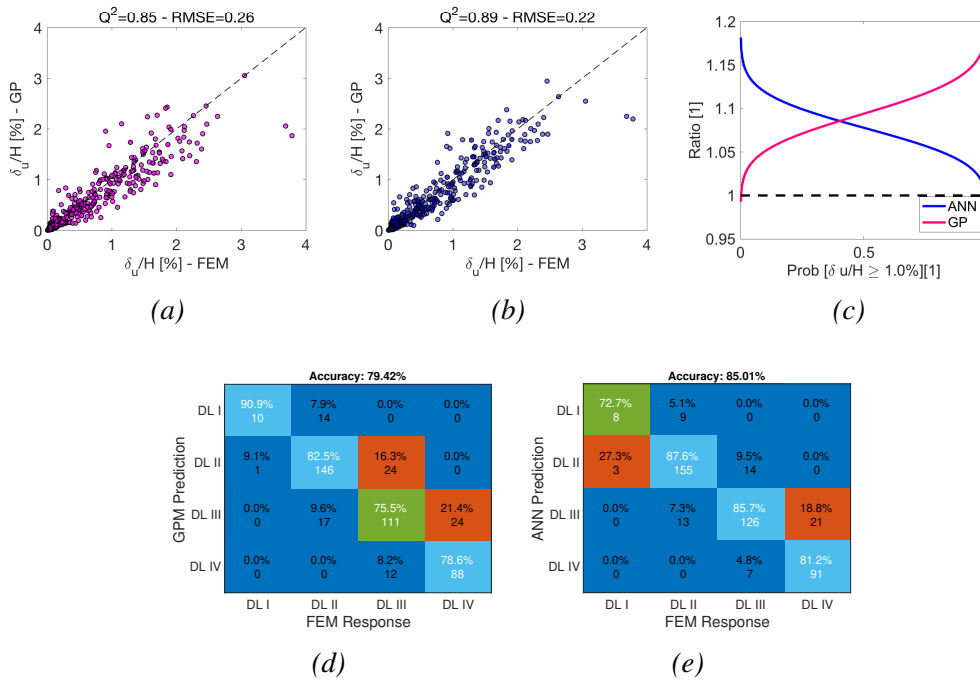 Q²=0.85 - RMSE=0.26
4
3
2
1
0
0 1 2 3 4
δ_u/H [%] - GP
δ_u/H [%] - FEM
(a)
Q²=0.89 - RMSE=0.22
4
3
2
1
0
0 1 2 3 4
δ_u/H [%] - GP
δ_u/H [%] - FEM
(b)
1.2
1.15
1.1
1.05
1
0.95
0 0.5
Ratio [1]
ANN
GP
Prob [δ u/H ≥ 1.0%][1]
(c)
Accuracy: 79.42%
GPM Prediction
DL I 90.9% 7.9% 0.0% 0.0%
10 14 0 0
DL II 9.1% 82.5% 16.3% 0.0%
1 146 24 0
DL III 0.0% 9.6% 75.5% 21.4%
0 17 111 24
DL IV 0.0% 0.0% 8.2% 78.6%
0 0 12 88
DL I DL II DL III DL IV
FEM Response
(d)
Accuracy: 85.01%
ANN Prediction
DL I 72.7% 5.1% 0.0% 0.0%
8 9 0 0
DL II 27.3% 87.6% 9.5% 0.0%
3 155 14 0
DL III 0.0% 7.3% 85.7% 18.8%
0 13 126 21
DL IV 0.0% 0.0% 4.8% 81.2%
0 0 7 91
DL I DL II DL III DL IV
FEM Response
(e)